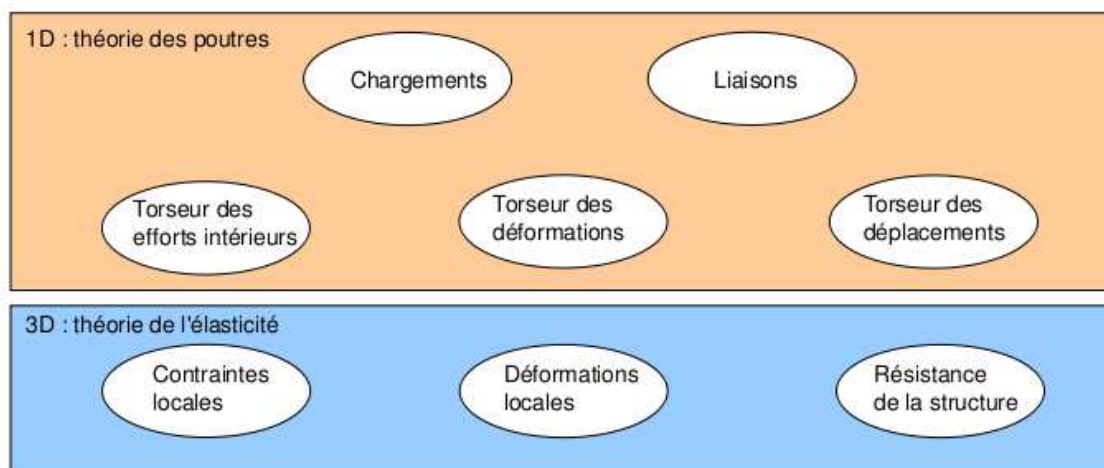 1D : théorie des poutres
Chargements
Liaisons
Torseur des
efforts intérieurs
Torseur des
déformations
Torseur des
déplacements
3D : théorie de l'élasticité
Contraintes
locales
Déformations
locales
Résistance
de la structure